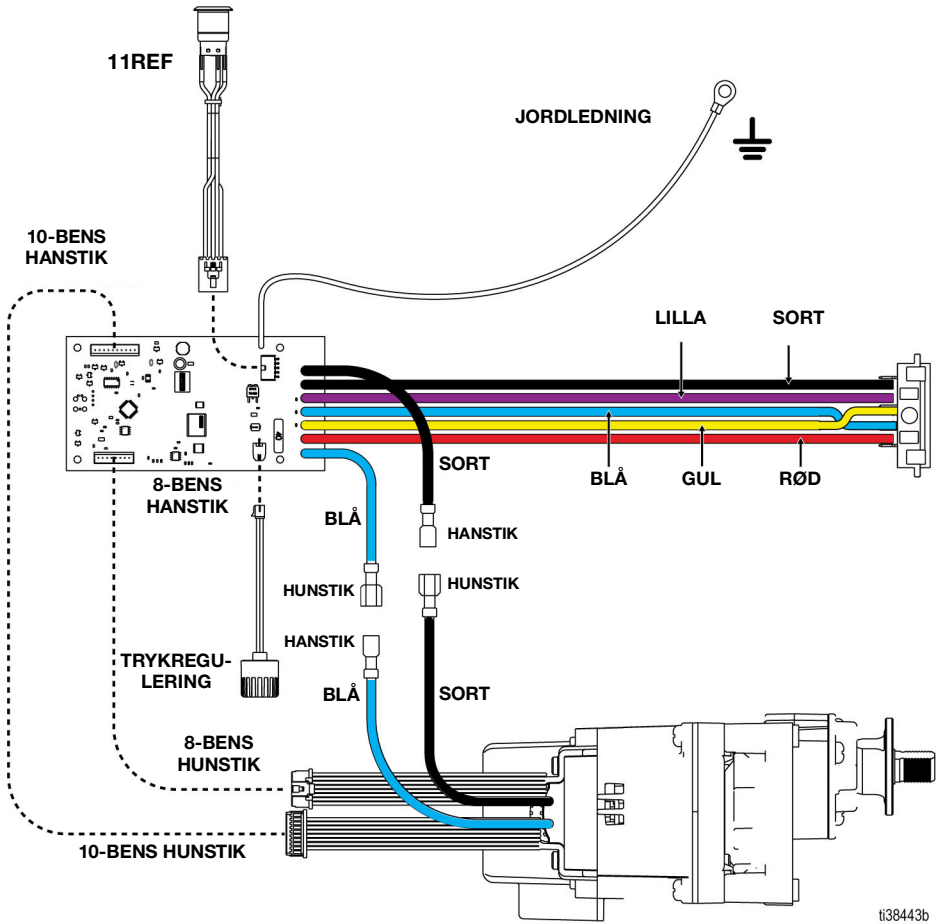 11REF
JORDLEDNING
10-BENS
HANSTIK
LILLA
SORT
SORT
BLÅ
GUL
RØD
8-BENS
HANSTIK
BLÅ
HANSTIK
HUNSTIK
HUNSTIK
HANSTIK
TRYKREGU-
LERING
BLÅ
SORT
8-BENS
HUNSTIK
10-BENS HUNSTIK
ti38443b